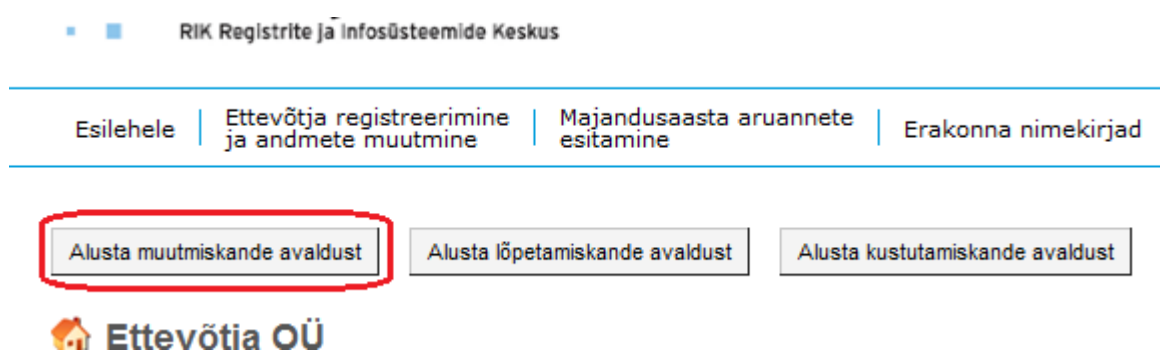 RIK Registrite ja Infosüsteemide Keskus
Esilehele
Ettevõtja registreerimine
ja andmete muutmine
Majandusaasta aruannete
esitamine
Erakonna nimekirjad
Alusta muutmiskande avaldust
Alusta lõpetamiskande avaldust
Alusta kustutamiskande avaldust
Ettevõtja OÜ